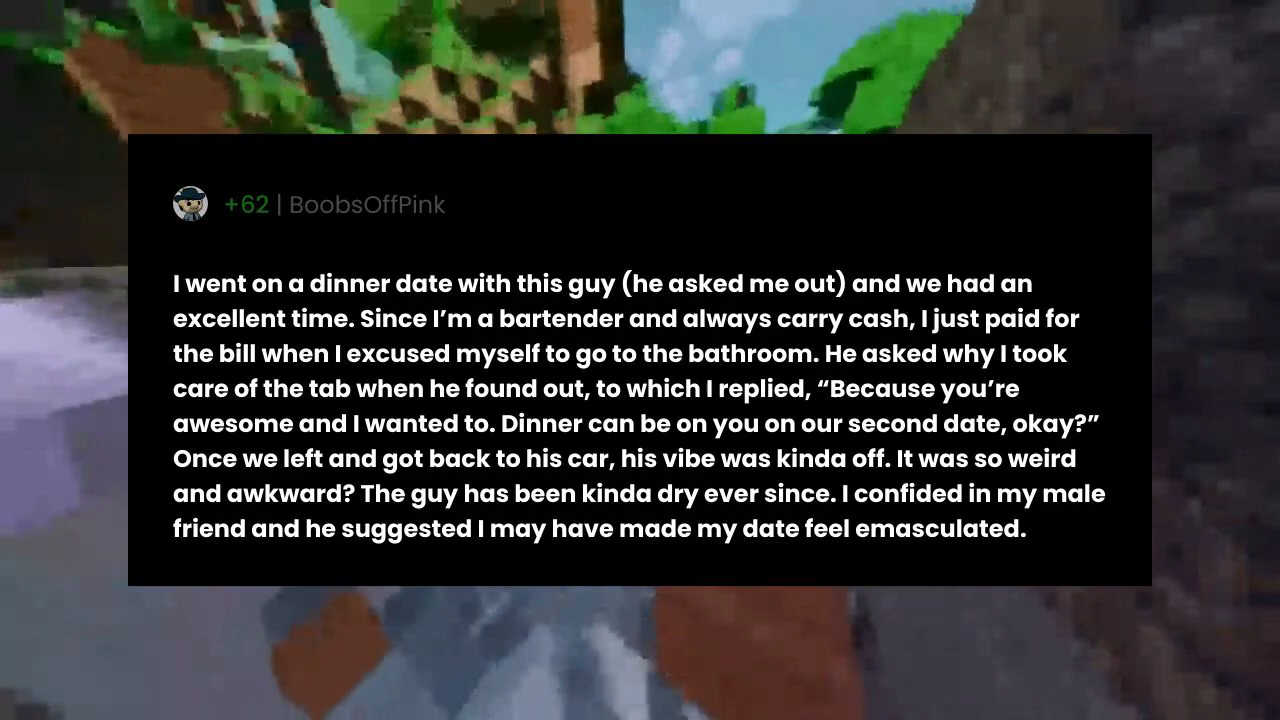 +62 | BoobsOffPink
I went on a dinner date with this guy (he asked me out) and we had an
excellent time. Since I’m a bartender and always carry cash, I just paid for
the bill when I excused myself to go to the bathroom. He asked why I took
care of the tab when he found out, to which I replied, “Because you’re
awesome and I wanted to. Dinner can be on you on our second date, okay?”
Once we left and got back to his car, his vibe was kinda off. It was so weird
and awkward? The guy has been kinda dry ever since. I confided in my male
friend and he suggested I may have made my date feel emasculated.